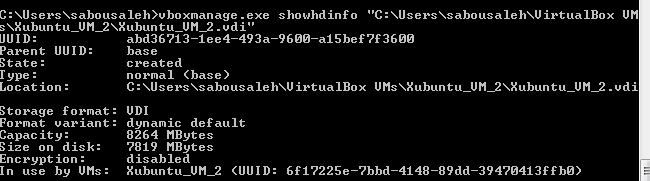 C:\Users\sabousaleh>vboxmanage.exe showhdinfo "C:\Users\sabousaleh\VirtualBox VM
s\Xubuntu_VM_2\Xubuntu_VM_2.vdi"
UUID:           abd36713-1ee4-493a-9600-a15bef7f3600
Parent UUID:    base
State:          created
Type:           normal (base)
Location:       C:\Users\sabousaleh\VirtualBox VMs\Xubuntu_VM_2\Xubuntu_VM_2.vdi
Storage format: VDI
Format variant: dynamic default
Capacity:       8264 MBytes
Size on disk:   7819 MBytes
Encryption:     disabled
In use by VMs:  Xubuntu_VM_2 (UUID: 6f17225e-7bbd-4148-89dd-39470413ffb0)